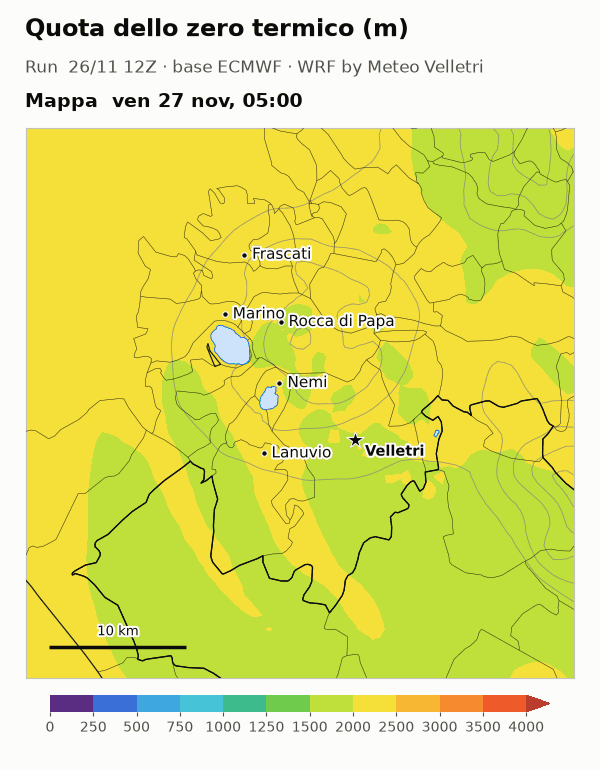 Quota dello zero termico (m)
Run  26/11 12Z · base ECMWF · WRF by Meteo Velletri
Mappa  ven 27 nov, 05:00
Frascati
Marino
Rocca di Papa
Nemi
Velletri
Lanuvio
10 km
0 250 500 750 1000 1250 1500 2000 2500 3000 3500 4000